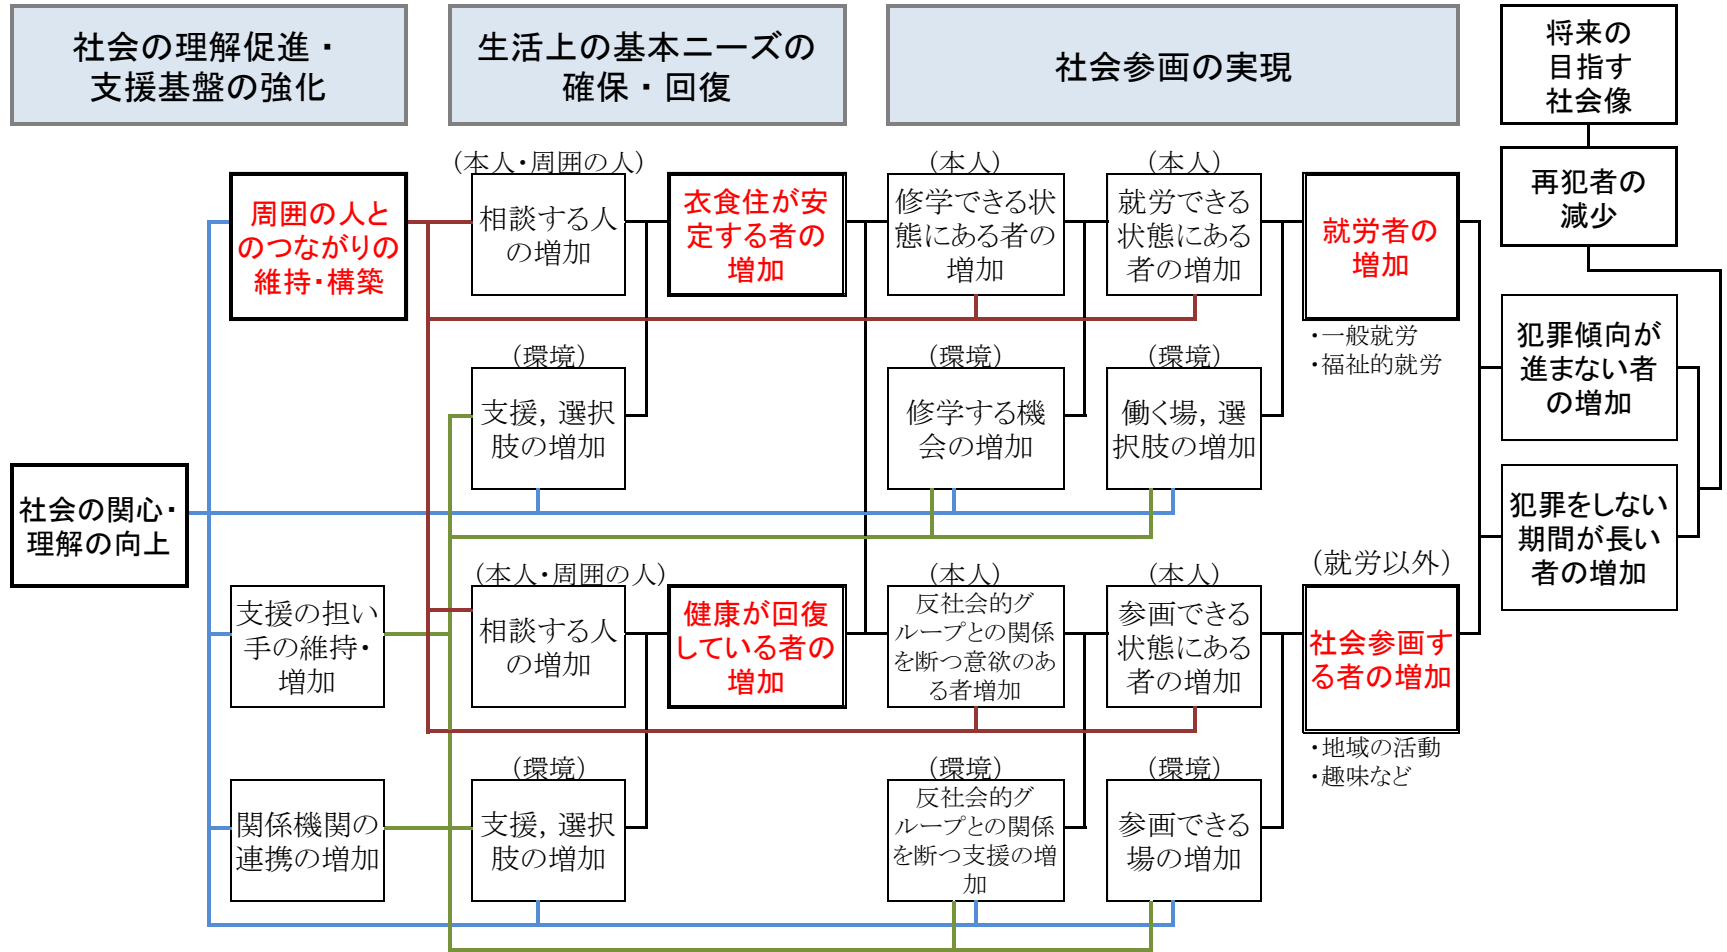 社会の理解促進・
支援基盤の強化
生活上の基本ニーズの
確保・回復
社会参画の実現
将来の
目指す
社会像
再犯者の
減少
周囲の人と
のつながりの
維持・構築
（本人・周囲の人）
相談する人
の増加
衣食住が安
定する者の
増加
（本人）
修学できる状
態にある者の
増加
（本人）
就労できる
状態にある
者の増加
就労者の
増加
・一般就労
・福祉的就労
（環境）
支援，選択
肢の増加
（環境）
修学する機
会の増加
（環境）
働く場，選
択肢の増加
犯罪傾向が
進まない者
の増加
社会の関心・
理解の向上
犯罪をしない
期間が長い
者の増加
支援の担い
手の維持・
増加
（本人・周囲の人）
相談する人
の増加
健康が回復
している者の
増加
（本人）
反社会的グ
ループとの関係
を断つ意欲のあ
る者増加
（本人）
参画できる
状態にある
者の増加
（就労以外）
社会参画す
る者の増加
・地域の活動
・趣味など
関係機関の
連携の増加
（環境）
支援，選択
肢の増加
（環境）
反社会的グ
ループとの関係
を断つ支援の増
加
（環境）
参画できる
場の増加